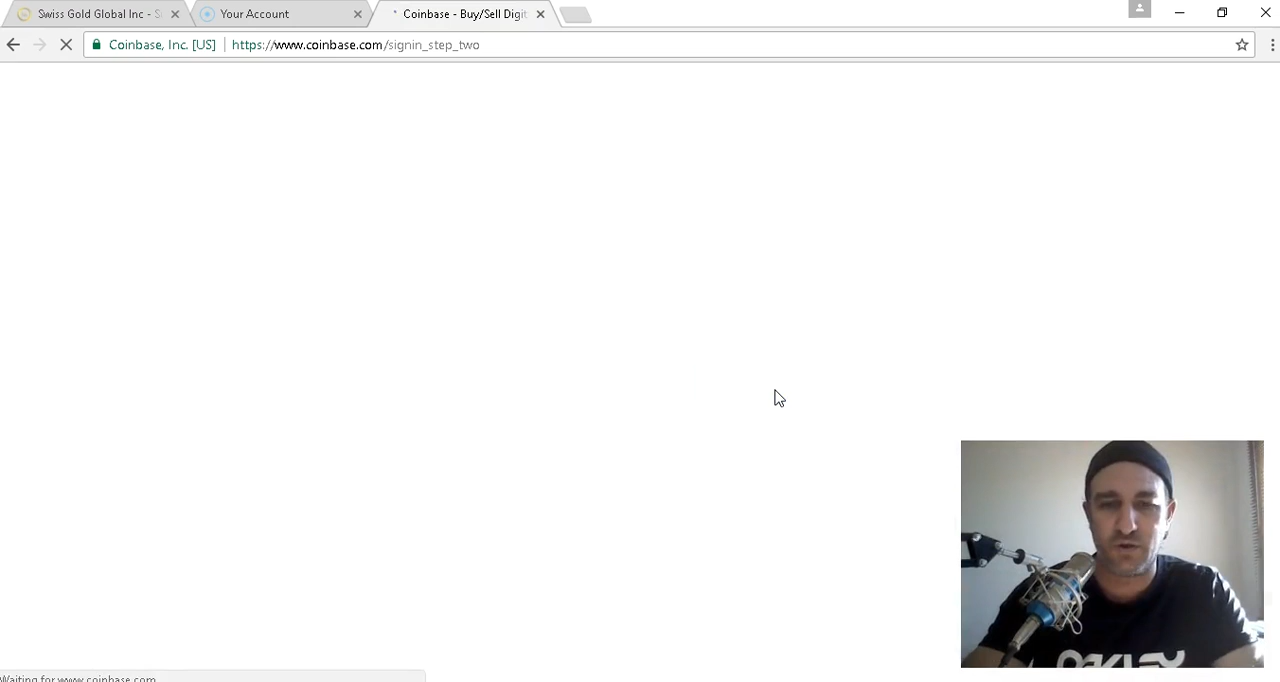 Swiss Gold Global Inc - S
Your Account
Coinbase - Buy/Sell Digit
Coinbase, Inc. [US]
https://www.coinbase.com/signin_step_two
OAKLEY
Waiting for www.coinbase.com